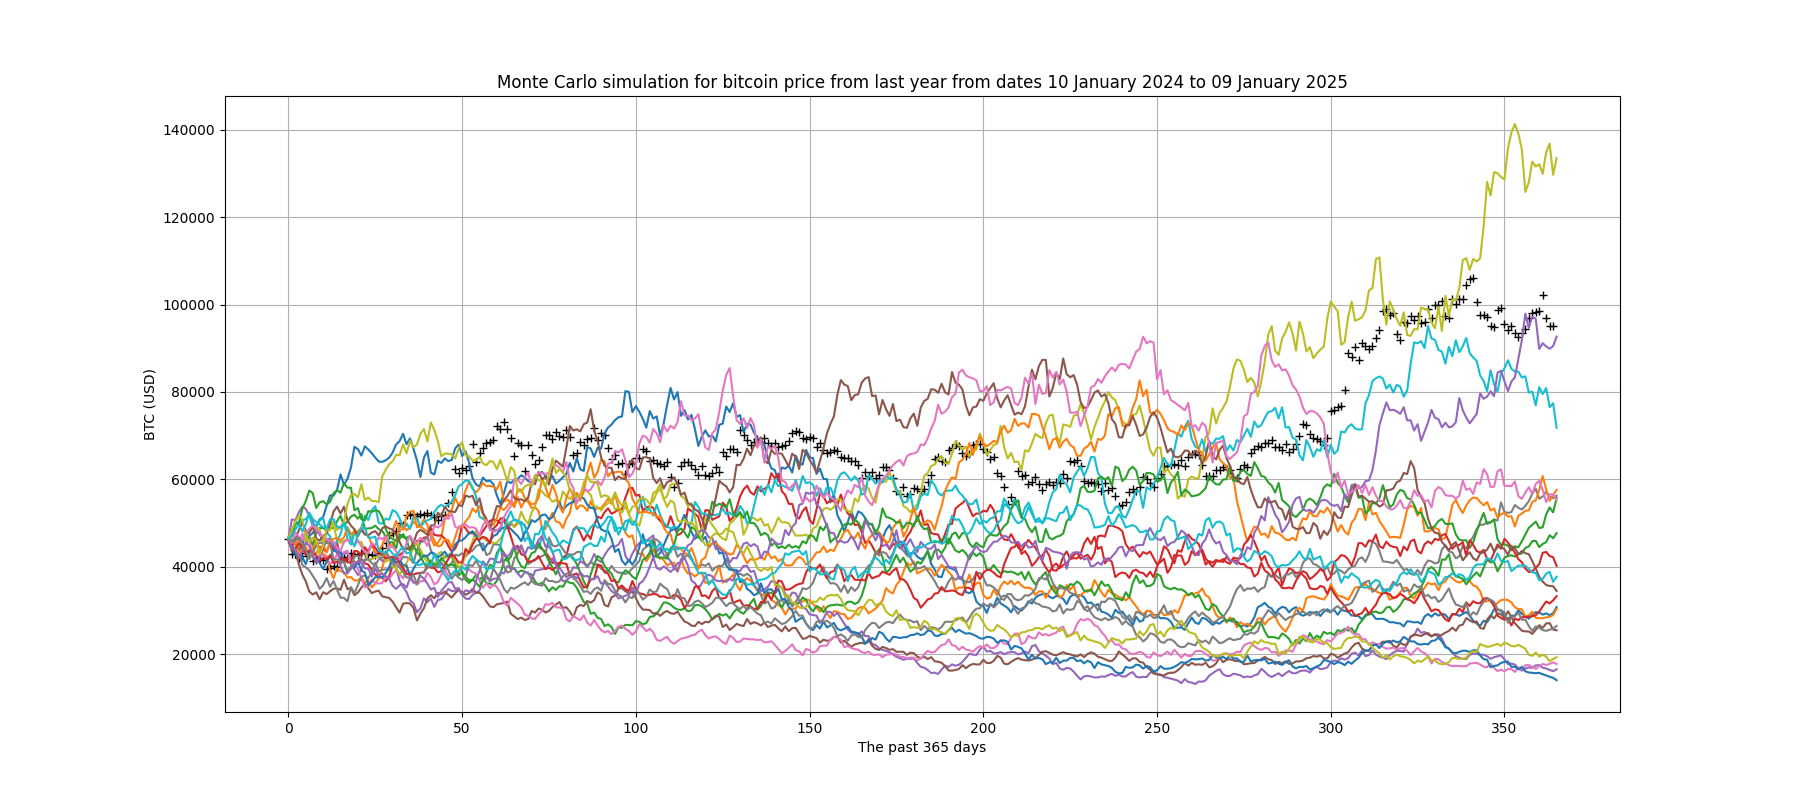 Monte Carlo simulation for bitcoin price from last year from dates 10 January 2024 to 09 January 2025
140000
120000
100000
80000
60000
40000
20000
BTC (USD)
0 50 100 150 200 250 300 350
The past 365 days